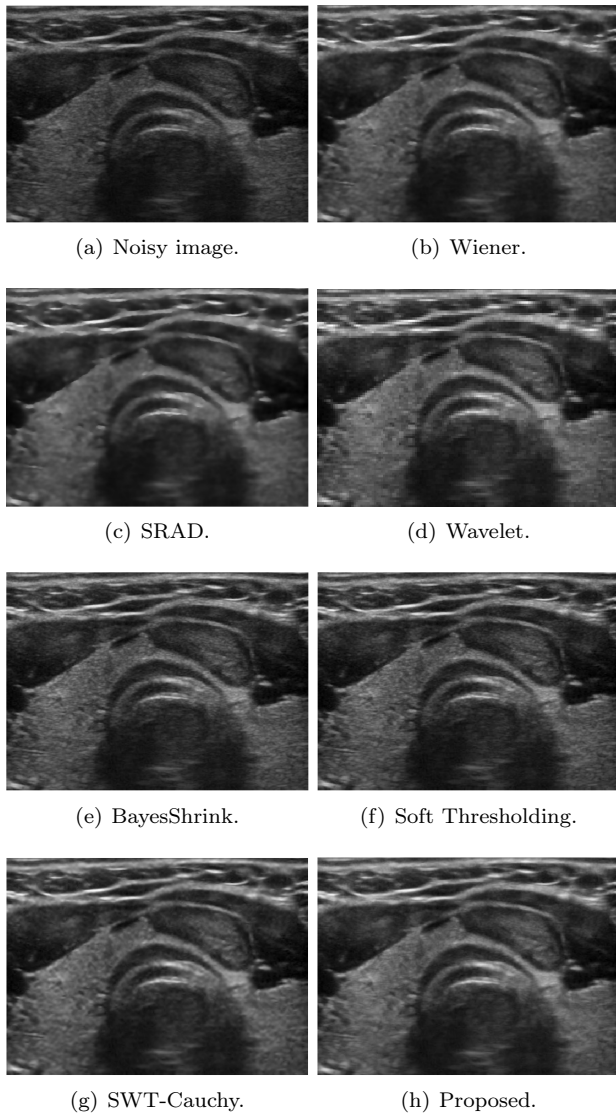 (a) Noisy image.
(b) Wiener.
(c) SRAD.
(d) Wavelet.
(e) BayesShrink.
(f) Soft Thresholding.
(g) SWT-Cauchy.
(h) Proposed.